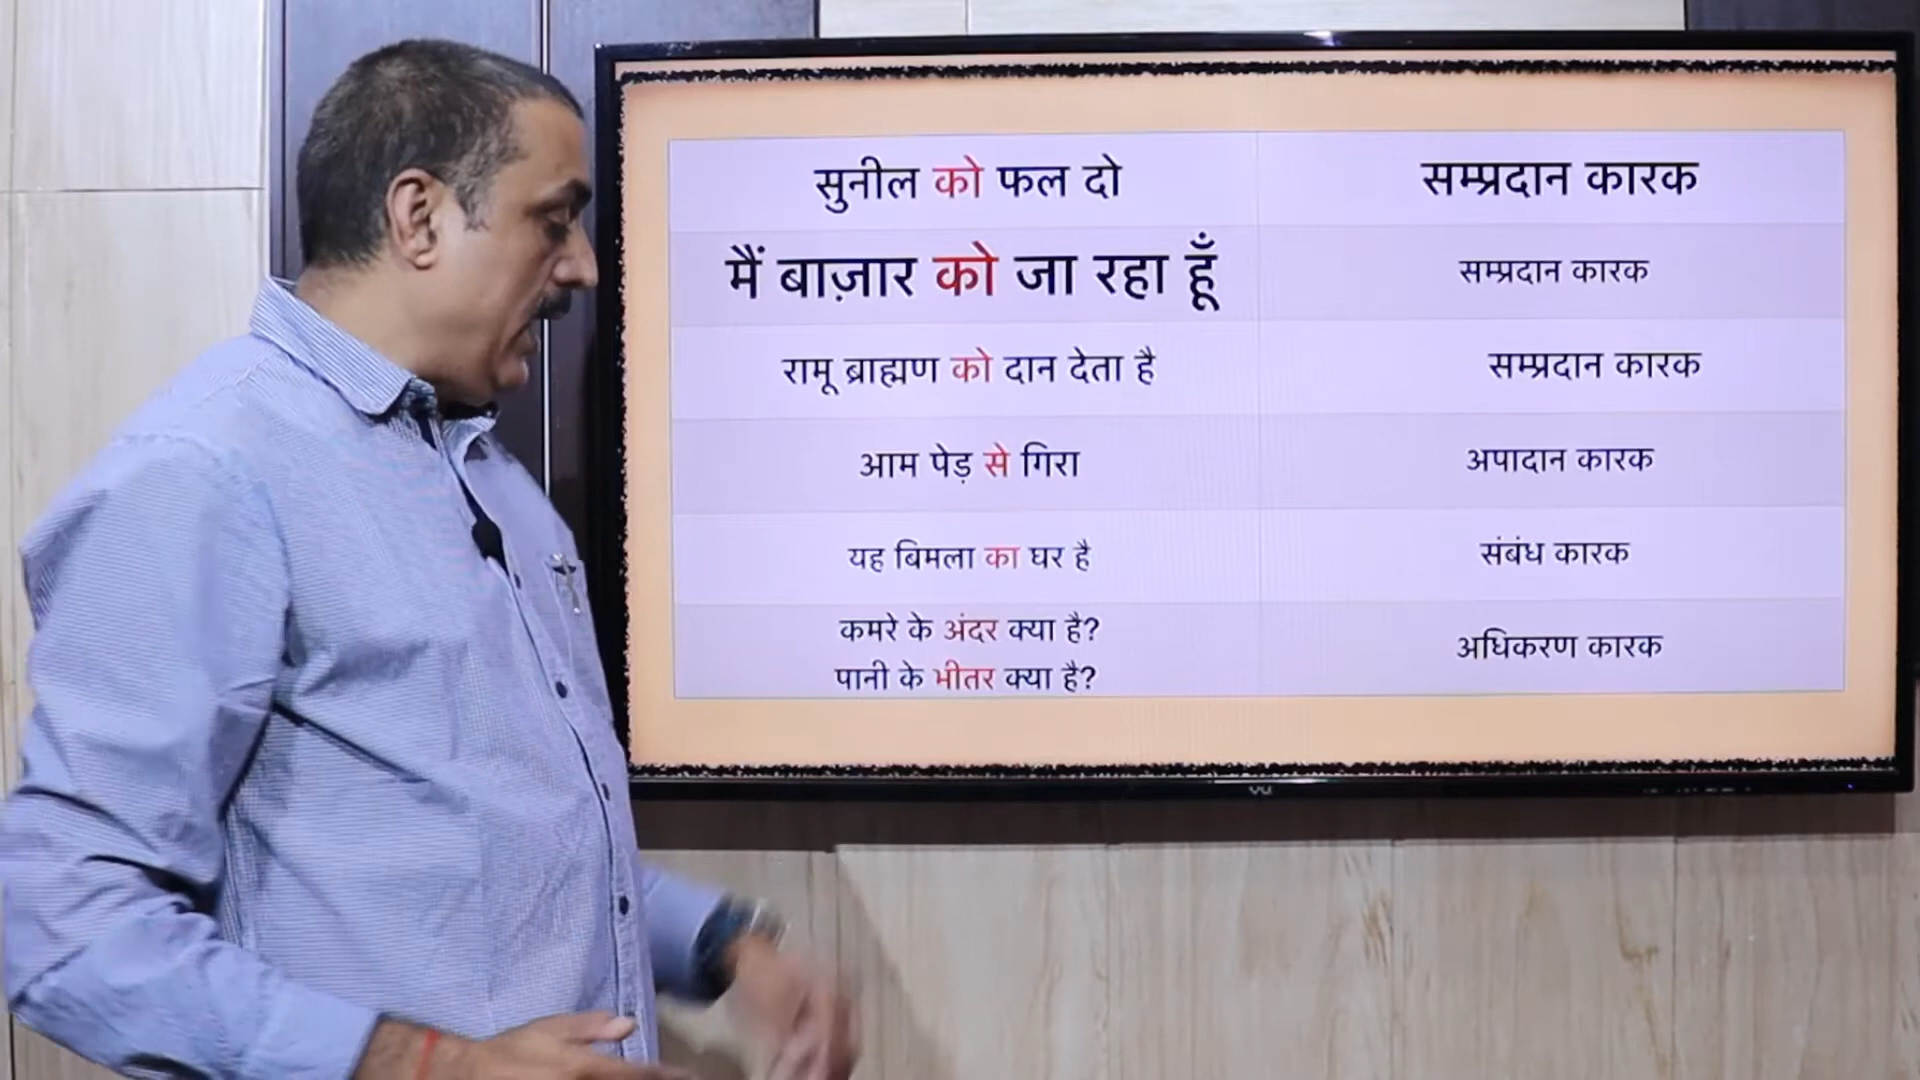 सुनील को फल दो
सम्प्रदान कारक
मैं बाज़ार को जा रहा हूँ
सम्प्रदान कारक
रामू ब्राह्मण को दान देता है
सम्प्रदान कारक
आम पेड़ से गिरा
अपादान कारक
यह बिमला का घर है
संबंध कारक
कमरे के अंदर क्या है?
पानी के भीतर क्या है?
अधिकरण कारक
VU